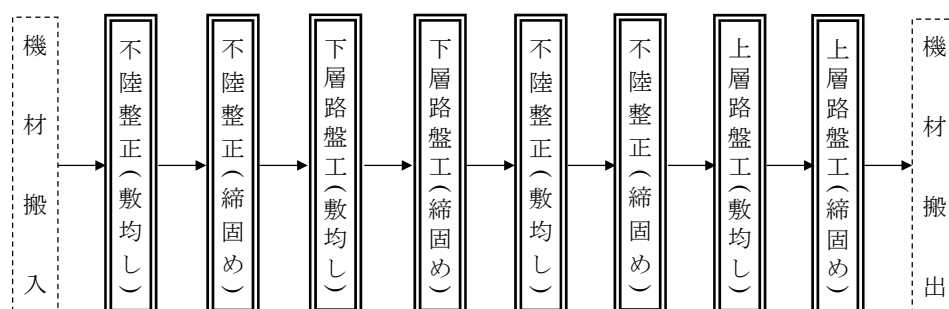 機材搬入
不陸整正(敷均し)
不陸整正(締固め)
下層路盤工(敷均し)
下層路盤工(締固め)
不陸整正(敷均し)
不陸整正(締固め)
上層路盤工(敷均し)
上層路盤工(締固め)
機材搬出